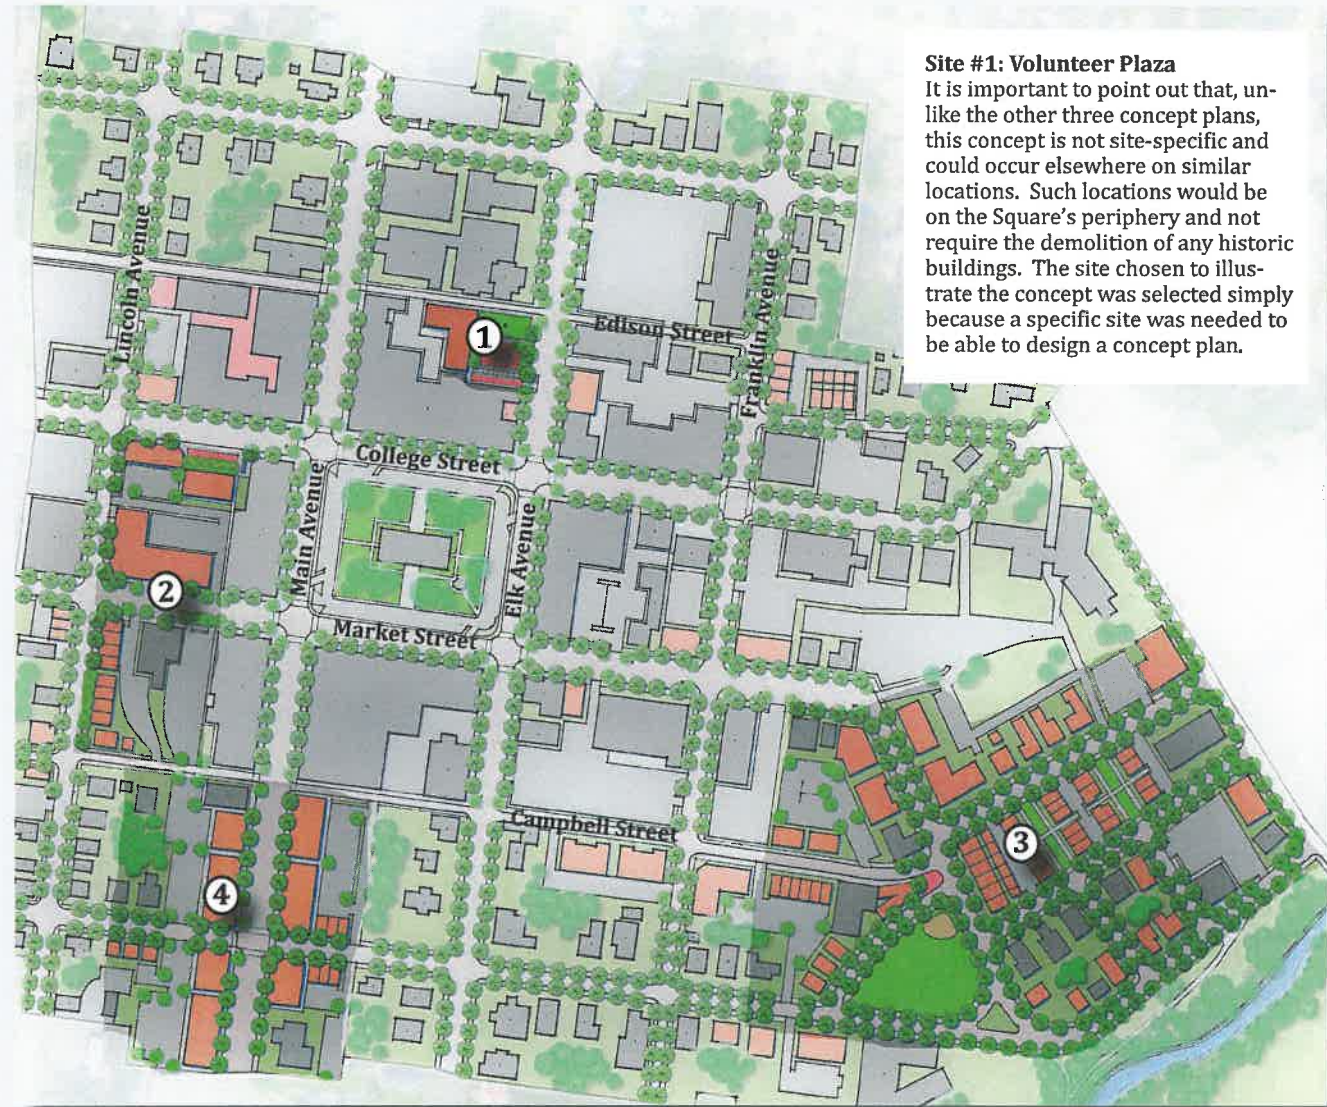 Site #1: Volunteer Plaza
It is important to point out that, un-
like the other three concept plans,
this concept is not site-specific and
could occur elsewhere on similar
locations.  Such locations would be
on the Square's periphery and not
require the demolition of any historic
buildings.  The site chosen to illus-
trate the concept was selected simply
because a specific site was needed to
be able to design a concept plan.
Lincoln Avenue
1
Edison Street
Franklin Avenue
College Street
Main Avenue
Elk Avenue
2
Market Street
Campbell Street
3
4